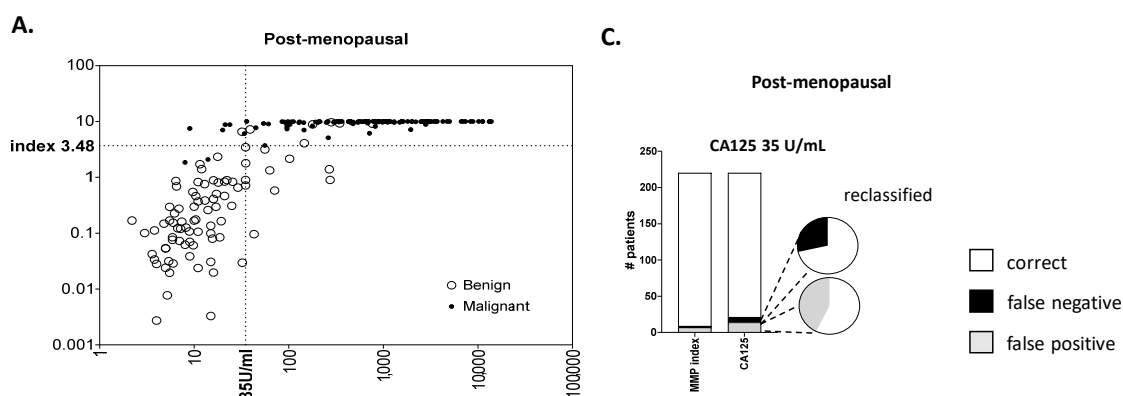 A.
Post-menopausal
100
10
index 3.48
1
0.1
0.01
0.001
Benign
Malignant
1
10
35U/ml
100
1,000
10,000
100,000
C.
Post-menopausal
CA125 35 U/mL
250
200
150
100
50
0
# patients
MMP index
CA125
reclassified
correct
false negative
false positive